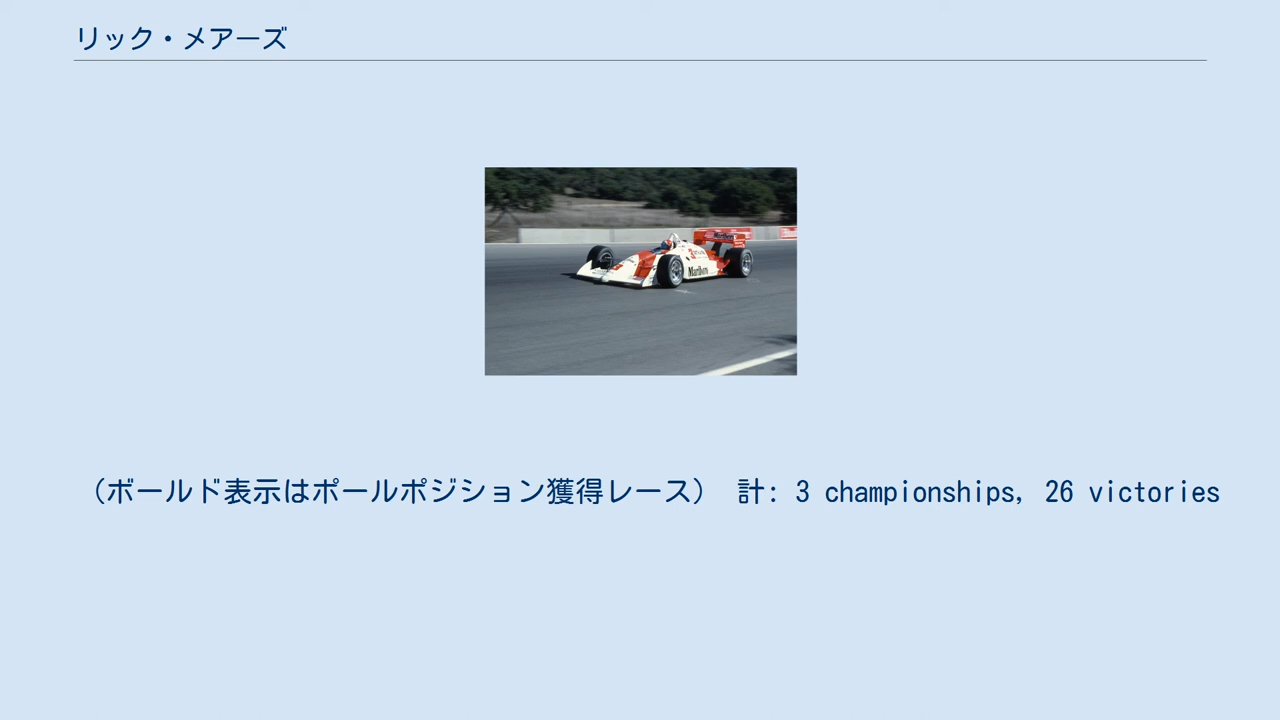 リック・メアーズ
Marlboro
（ボールド表示はポールポジション獲得レース） 計: 3 championships, 26 victories